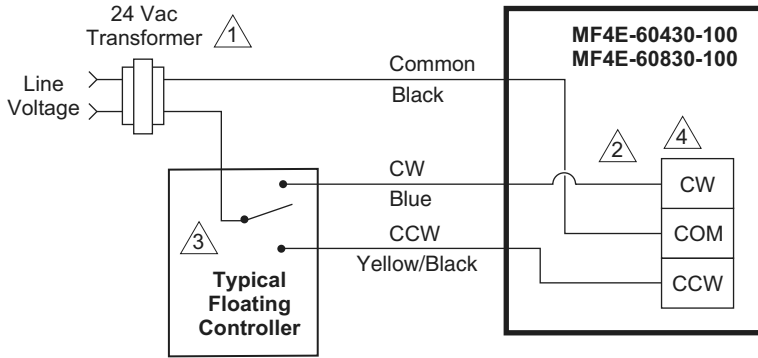 24 Vac
Transformer
1
Line
Voltage
Common
Black
MF4E-60430-100
MF4E-60830-100
2
4
CW
Blue
CW
3
CCW
Yellow/Black
COM
CCW
Typical
Floating
Controller